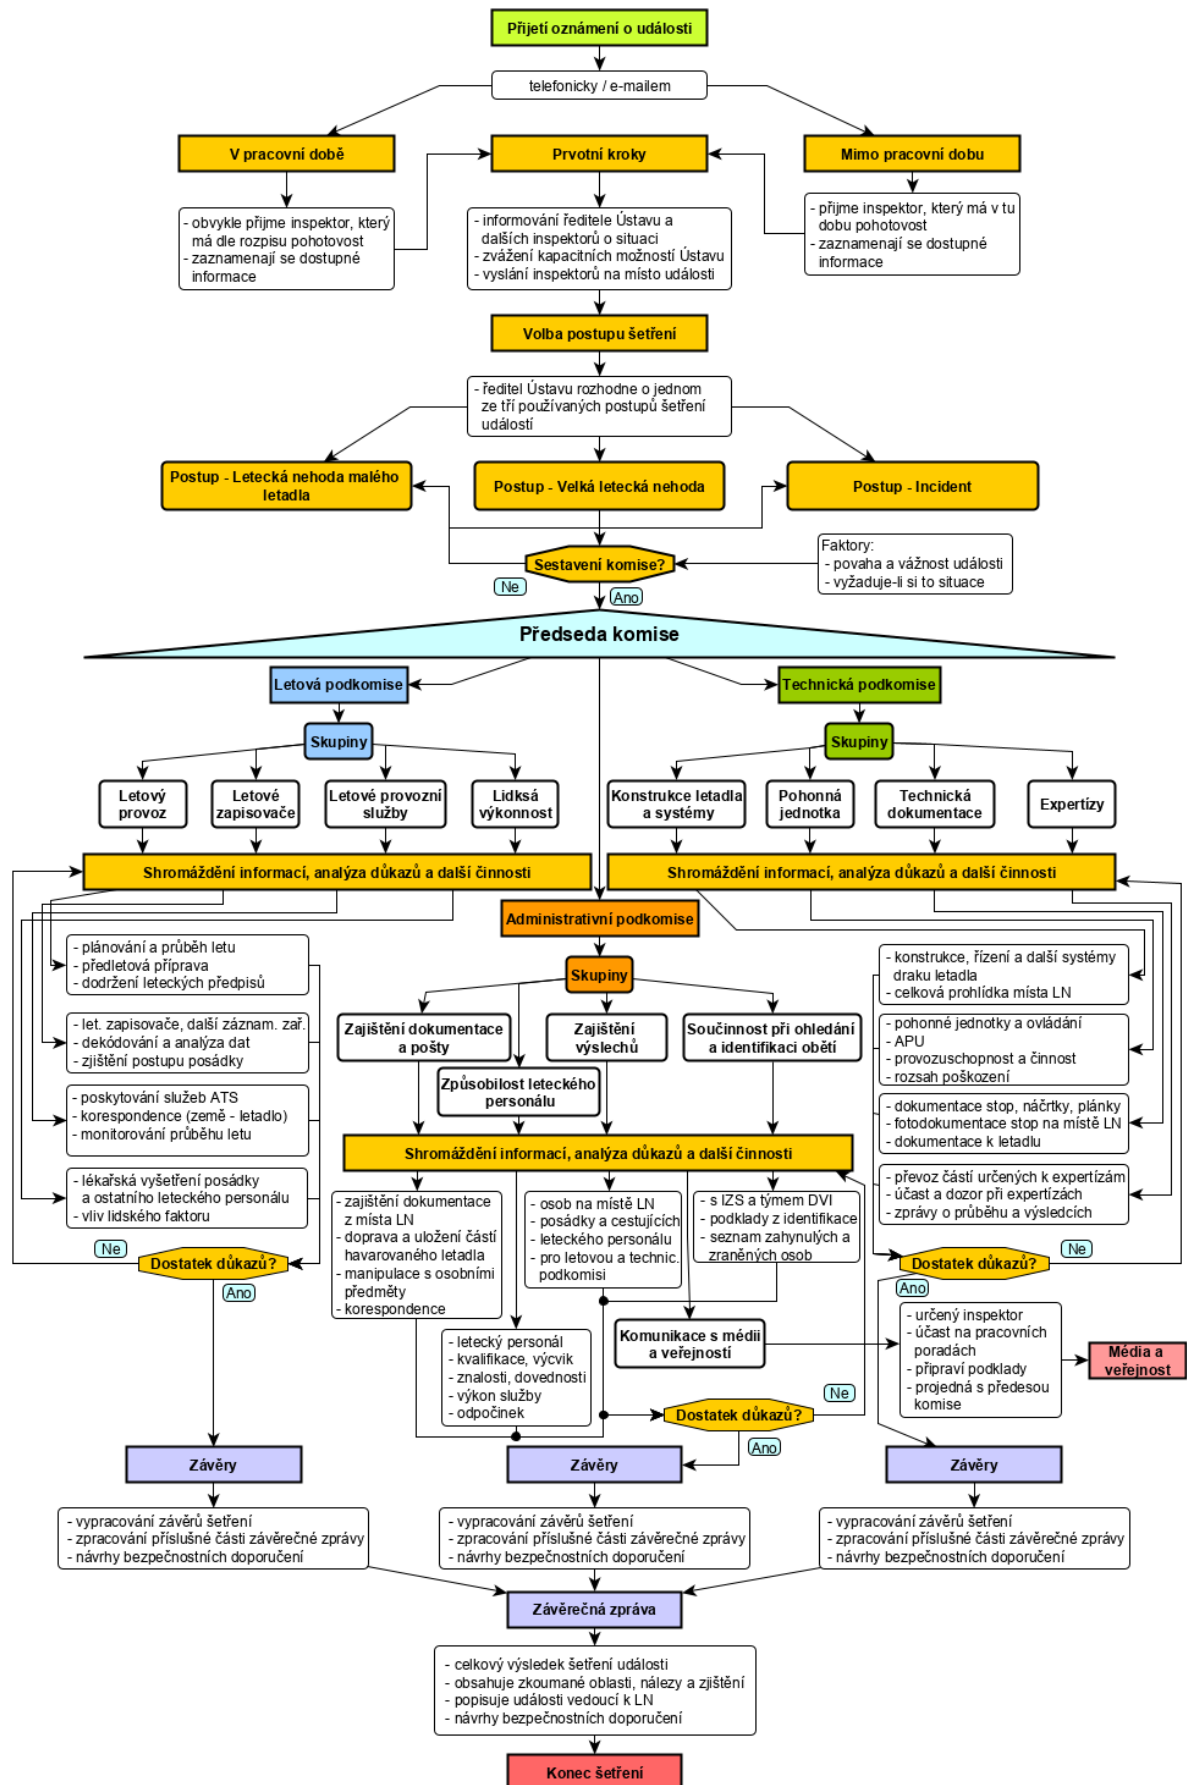 Přijetí oznámení o události
telefonicky / e-mailem
V pracovní době
Prvotní kroky
Mimo pracovní dobu
- obvykle přijme inspektor, který
má dle rozpisu pohotovost
- zaznamenají se dostupné
informace
- informování ředitele Ústavu a
dalších inspektorů o situaci
- zvážení kapacitních možností Ústavu
- vyslání inspektorů na místo události
- přijme inspektor, který má v tu
dobu pohotovost
- zaznamenají se dostupné
informace
Volba postupu šetření
- ředitel Ústavu rozhodne o jednom
ze tří používaných postupů šetření
událostí
Postup - Letecká nehoda malého
letadla
Postup - Velká letecká nehoda
Postup - Incident
Sestavení komise?
Faktory:
- povaha a vážnost události
- vyžaduje-li si to situace
Ne
Ano
Předseda komise
Letová podkomise
Technická podkomise
Skupiny
Skupiny
Letový
provoz
Letové
zapisovače
Letové provozní
služby
Lidksá
výkonnost
Konstrukce letadla
a systémy
Pohonná
jednotka
Technická
dokumentace
Expertízy
Shromáždění informací, analýza důkazů a další činnosti
Shromáždění informací, analýza důkazů a další činnosti
Administrativní podkomise
- plánování a průběh letu
- předletová příprava
- dodržení leteckých předpisů
- let. zapisovače, další záznam. zař.
- dekódování a analýza dat
- zjištění postupu posádky
- poskytování služeb ATS
- korespondence (země - letadlo)
- monitorování průběhu letu
- lékařská vyšetření posádky
a ostatního leteckého personálu
- vliv lidského faktoru
Skupiny
Zajištění dokumentace
a pošty
Způsobilost leteckého
personálu
Zajištění
výslechů
Součinnost při ohledání
a identifikaci obětí
- konstrukce, řízení a další systémy
draku letadla
- celková prohlídka místa LN
- pohonné jednotky a ovládání
- APU
- provozuschopnost a činnost
- rozsah poškození
- dokumentace stop, náčrtky, plánky
- fotodokumentace stop na místě LN
- dokumentace k letadlu
- převoz částí určených k expertízám
- účast a dozor při expertízách
- zprávy o průběhu a výsledcích
Shromáždění informací, analýza důkazů a další činnosti
- zajištění dokumentace
z místa LN
- doprava a uložení částí
havarovaného letadla
- manipulace s osobními
předměty
- korespondence
- osob na místě LN
- posádky a cestujících
- leteckého personálu
- pro letovou a technic.
podkomisi
- s IZS a týmem DVI
- podklady z identifikace
- seznam zahynulých a
zraněných osob
Ne
Dostatek důkazů?
Ano
Ne
Dostatek důkazů?
Ano
- letecký personál
- kvalifikace, výcvik
- znalosti, dovednosti
- výkon služby
- odpočinek
Komunikace s médii
a veřejností
- určený inspektor
- účast na pracovních
poradách
- připraví podklady
- projedná s předesou
komise
Média a
veřejnost
Ne
Dostatek důkazů?
Ano
Závěry
Závěry
Závěry
- vypracování závěrů šetření
- zpracování příslušné části závěrečné zprávy
- návrhy bezpečnostních doporučení
- vypracování závěrů šetření
- zpracování příslušné části závěrečné zprávy
- návrhy bezpečnostních doporučení
- vypracování závěrů šetření
- zpracování příslušné části závěrečné zprávy
- návrhy bezpečnostních doporučení
Závěrečná zpráva
- celkový výsledek šetření události
- obsahuje zkoumané oblasti, nálezy a zjištění
- popisuje události vedoucí k LN
- návrhy bezpečnostních doporučení
Konec šetření